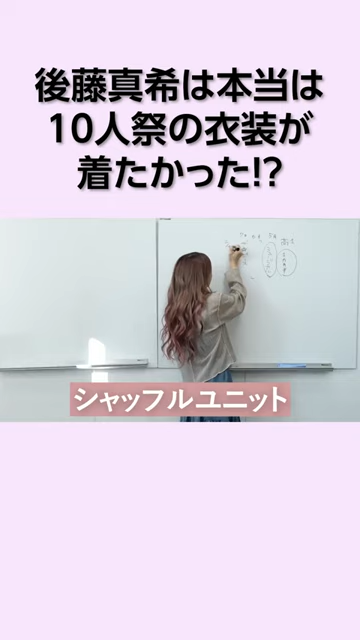 後藤真希は本当は
10人祭の衣装が
着たかった!?
シャッフルユニット